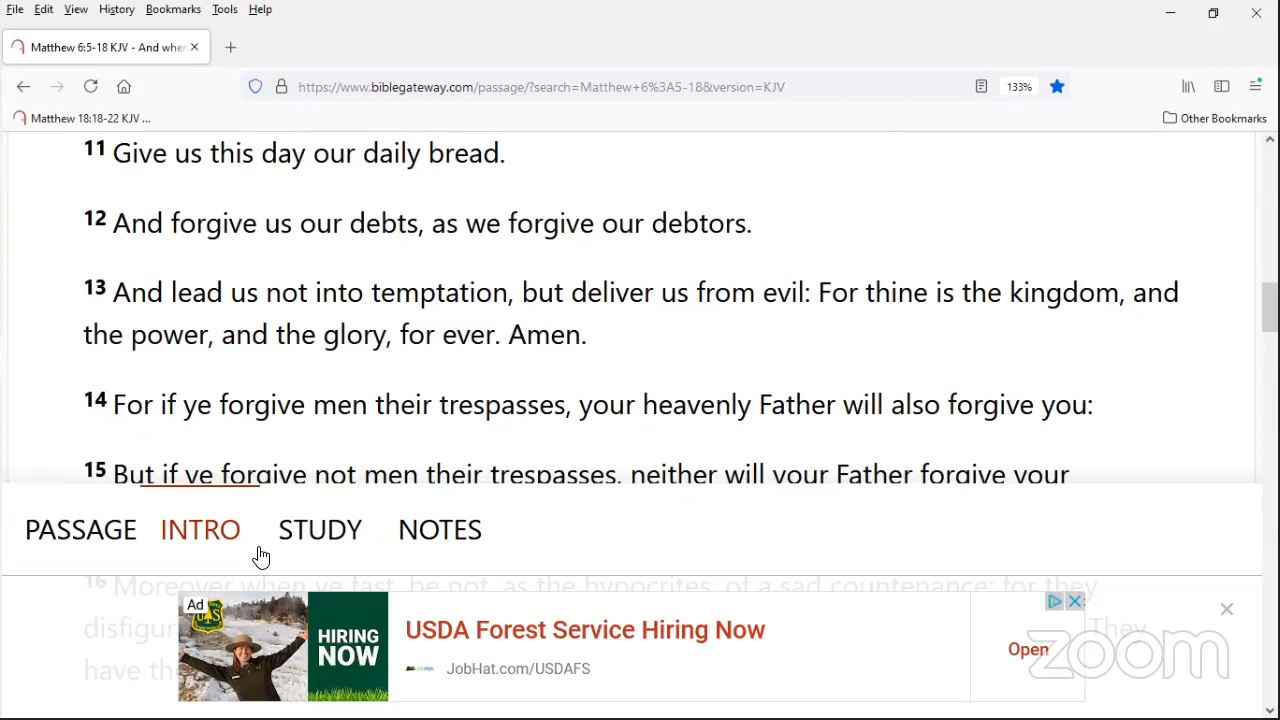 File Edit View History Bookmarks Tools Help
Matthew 6:5-18 KJV - And when
https://www.biblegateway.com/passage/?search=Matthew+6%3A5-18&version=KJV
133%
Matthew 18:18-22 KJV ...
Other Bookmarks
11 Give us this day our daily bread.
12 And forgive us our debts, as we forgive our debtors.
13 And lead us not into temptation, but deliver us from evil: For thine is the kingdom, and
the power, and the glory, for ever. Amen.
14 For if ye forgive men their trespasses, your heavenly Father will also forgive you:
15 But if ye forgive not men their trespasses, neither will your Father forgive your
PASSAGE INTRO STUDY NOTES
16 Moreover when ye fast, be not, as the hypocrites, of a sad countenance: for they
disfigur They
have th
Ad
UAS
HIRING
NOW
USDA Forest Service Hiring Now
JobHat.com/USDAFS
Open
zoom